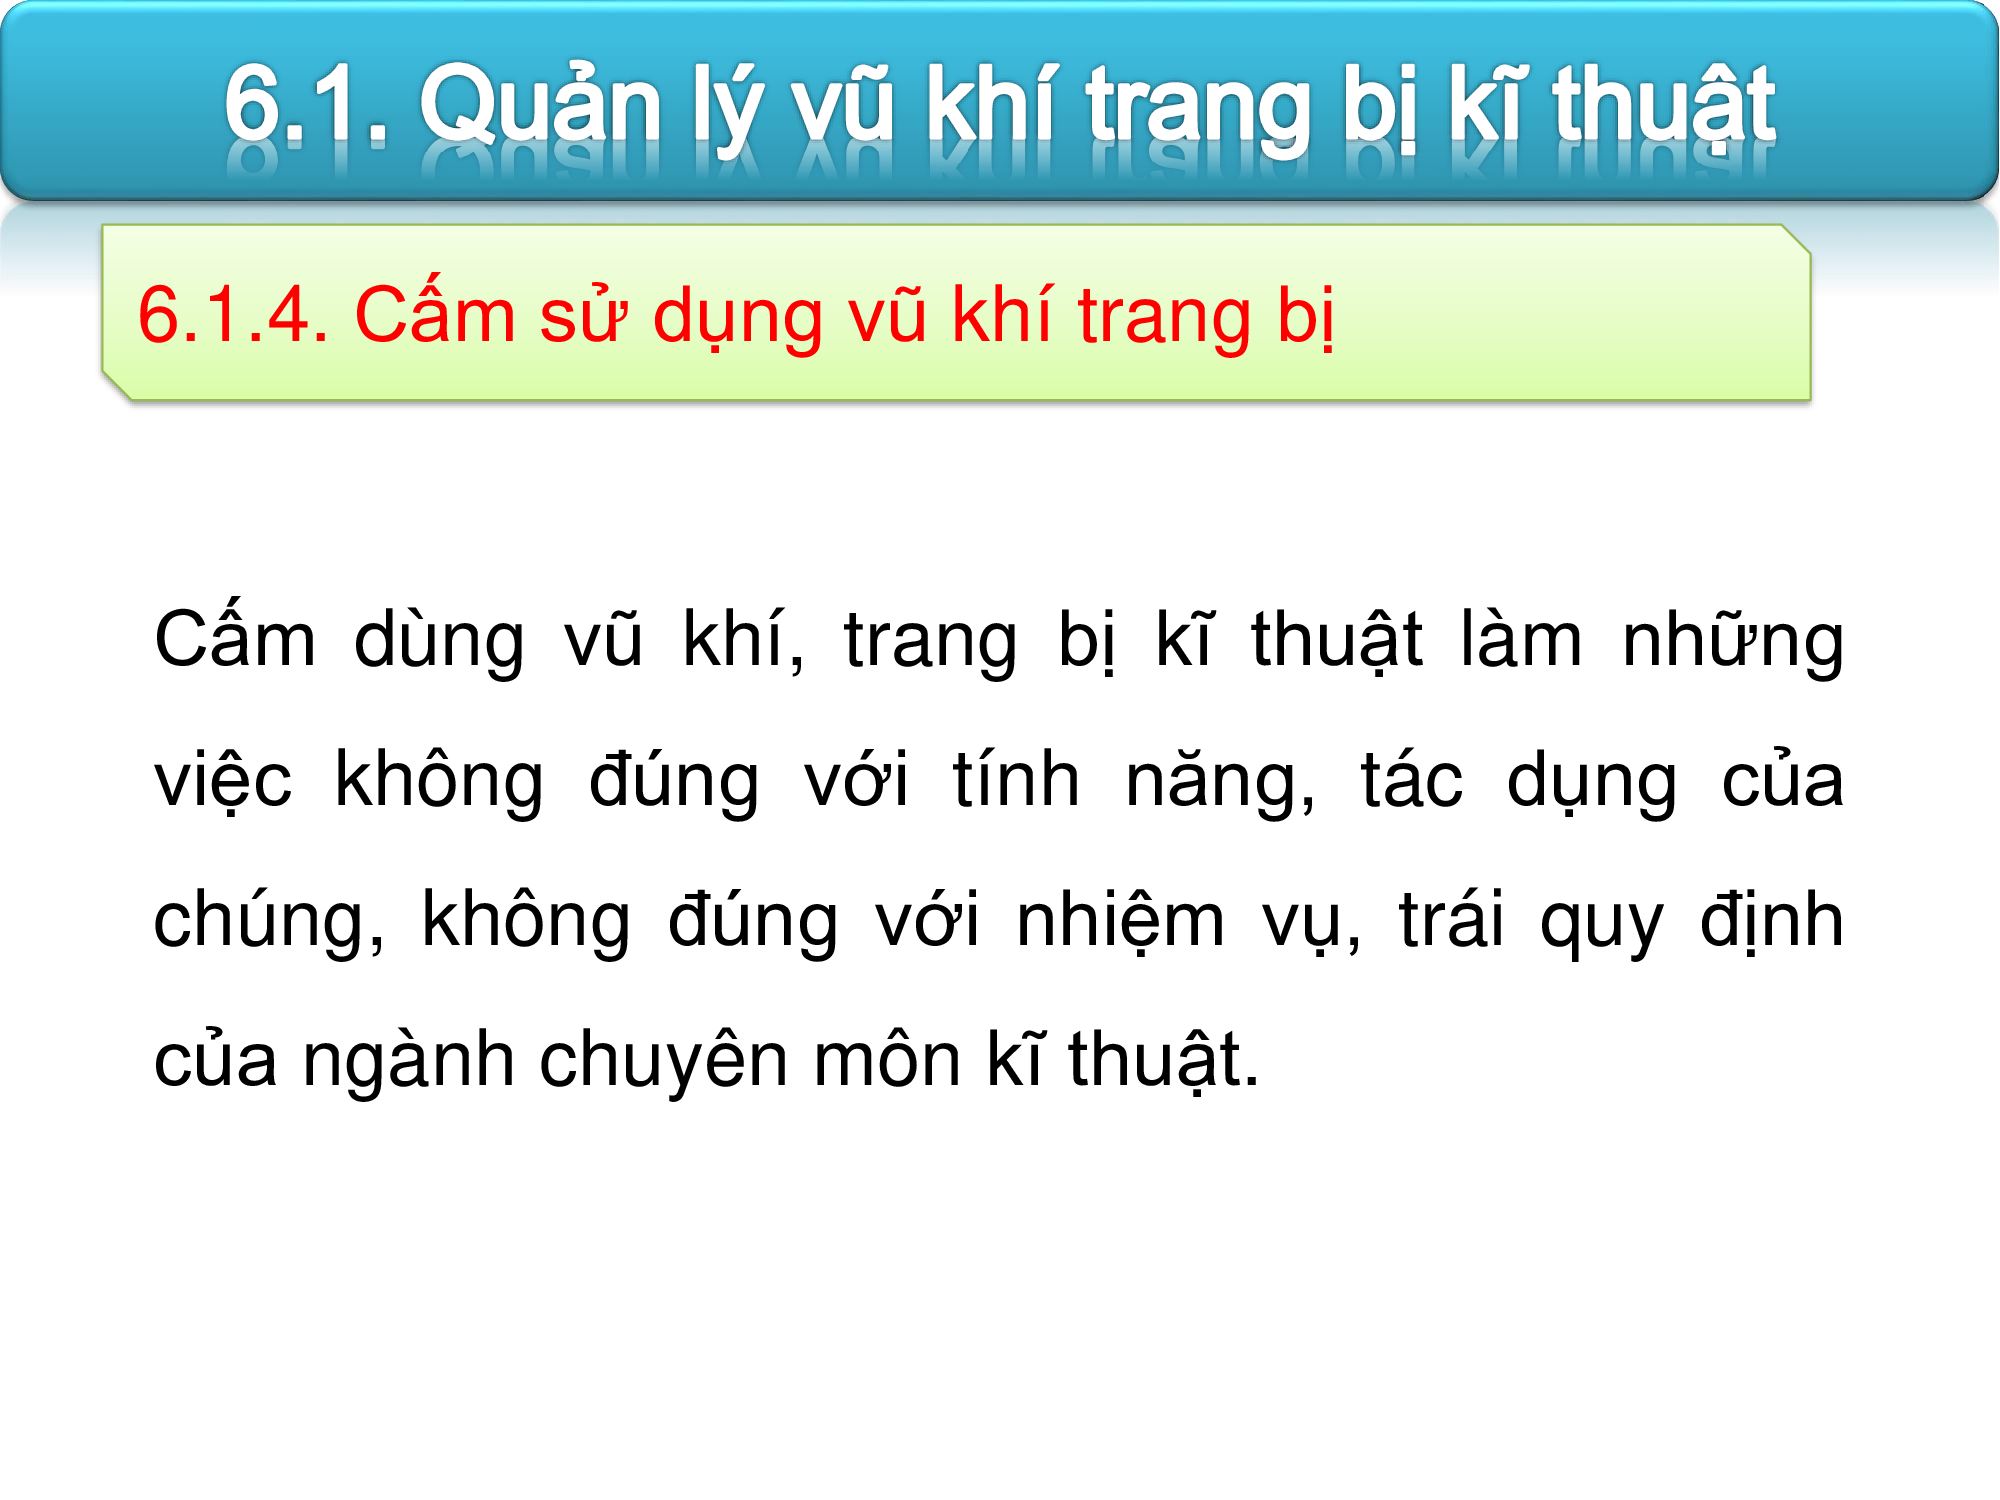 6.1. Quản lý vũ khí trang bị kĩ thuật
6.1.4. Cấm sử dụng vũ khí trang bị
Cấm dùng vũ khí, trang bị kĩ thuật làm những
việc không đúng với tính năng, tác dụng của
chúng, không đúng với nhiệm vụ, trái quy định
của ngành chuyên môn kĩ thuật.